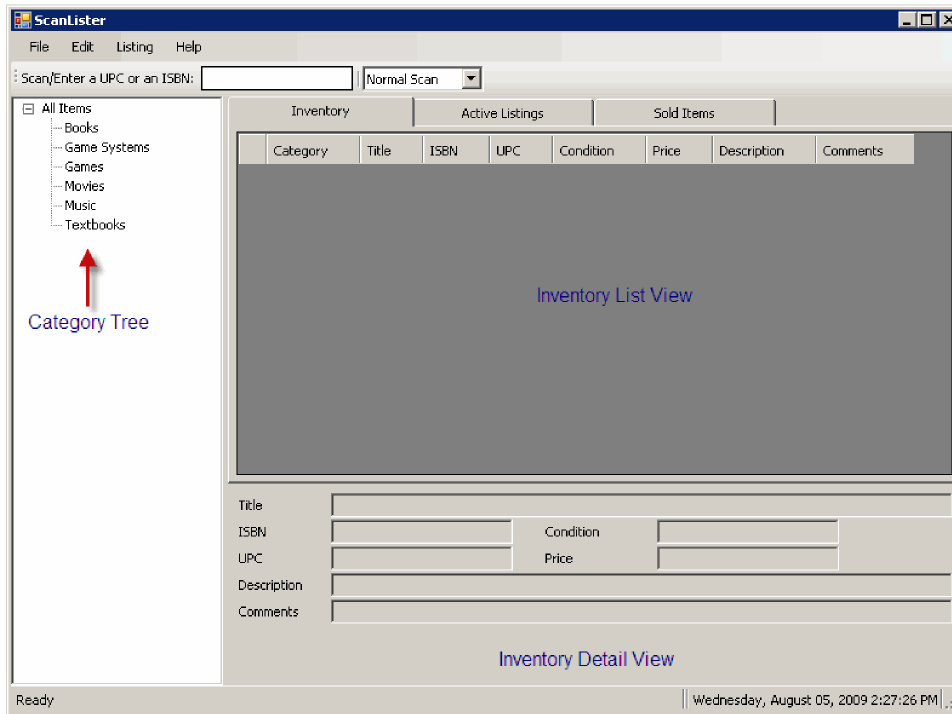 ScanLister
File Edit Listing Help
Scan/Enter a UPC or an ISBN: Normal Scan
All Items
Books
Game Systems
Games
Movies
Music
Textbooks
Category Tree
Inventory Active Listings Sold Items
Category Title ISBN UPC Condition Price Description Comments
Inventory List View
Title
ISBN Condition
UPC Price
Description
Comments
Inventory Detail View
Ready Wednesday, August 05, 2009 2:27:26 PM